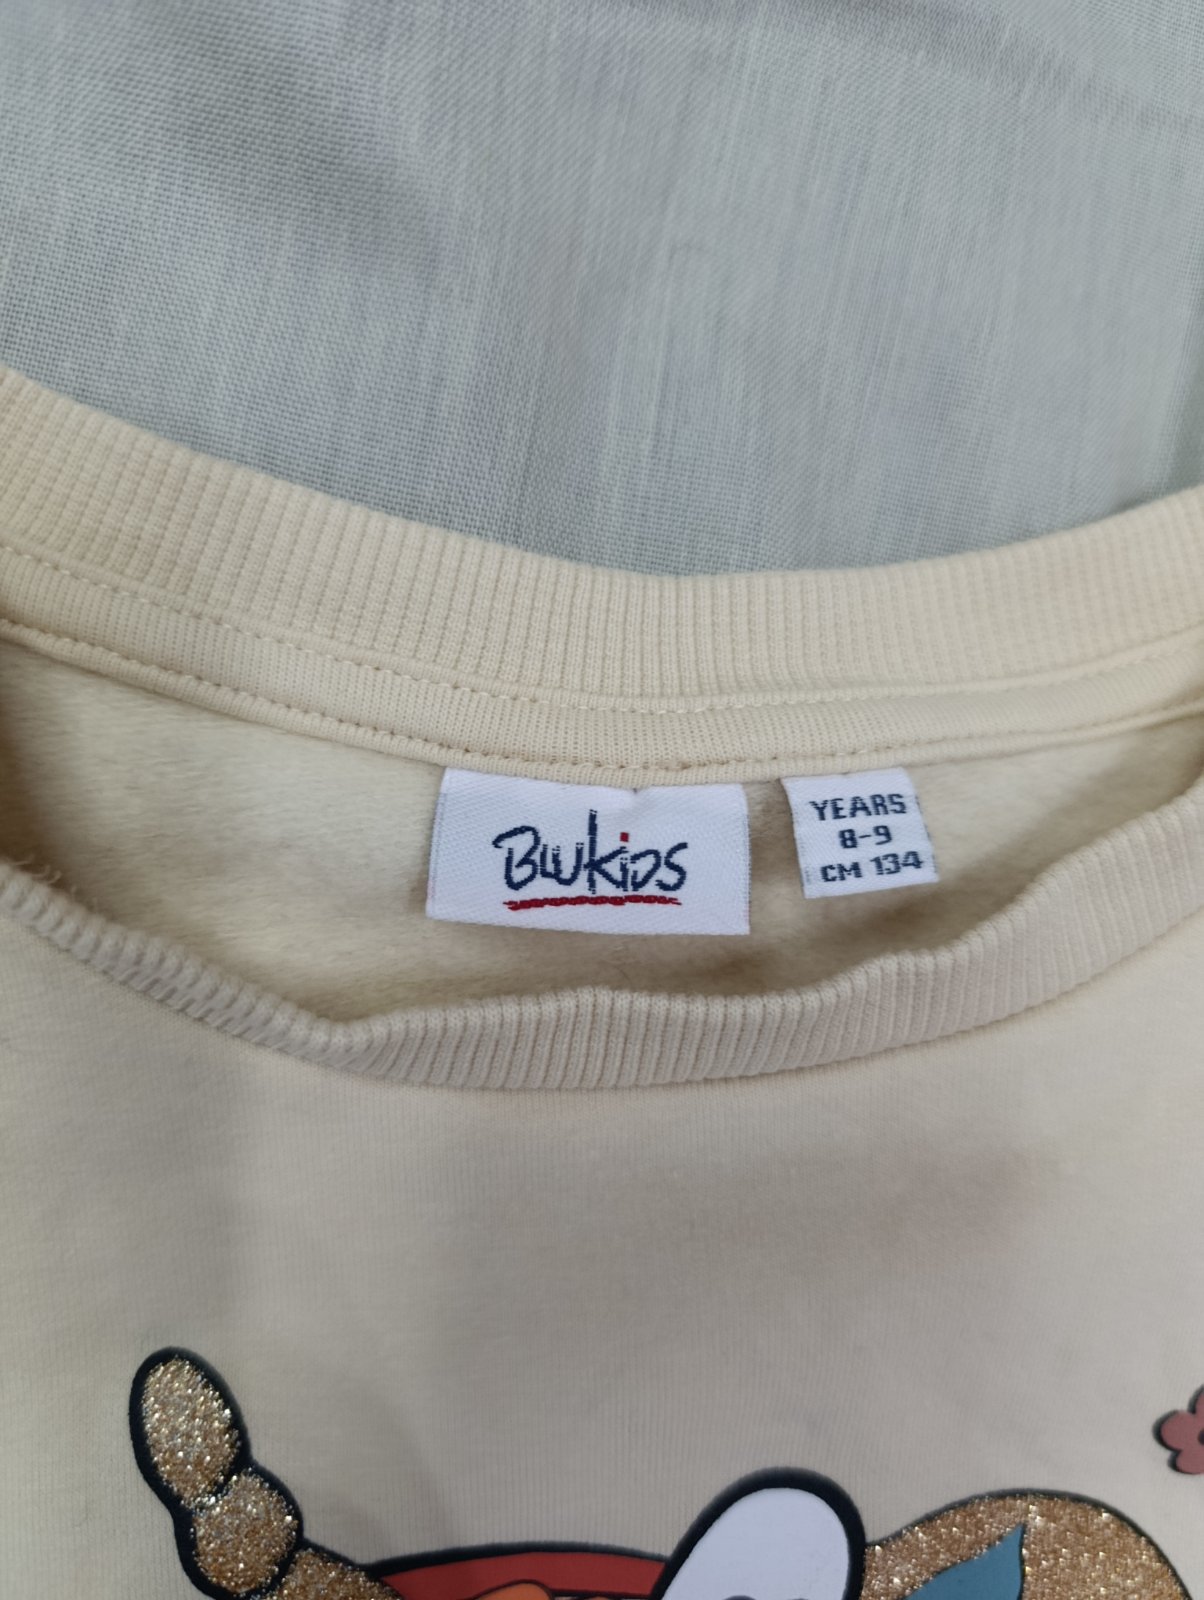 BluKids
YEARS
8-9
CM 134